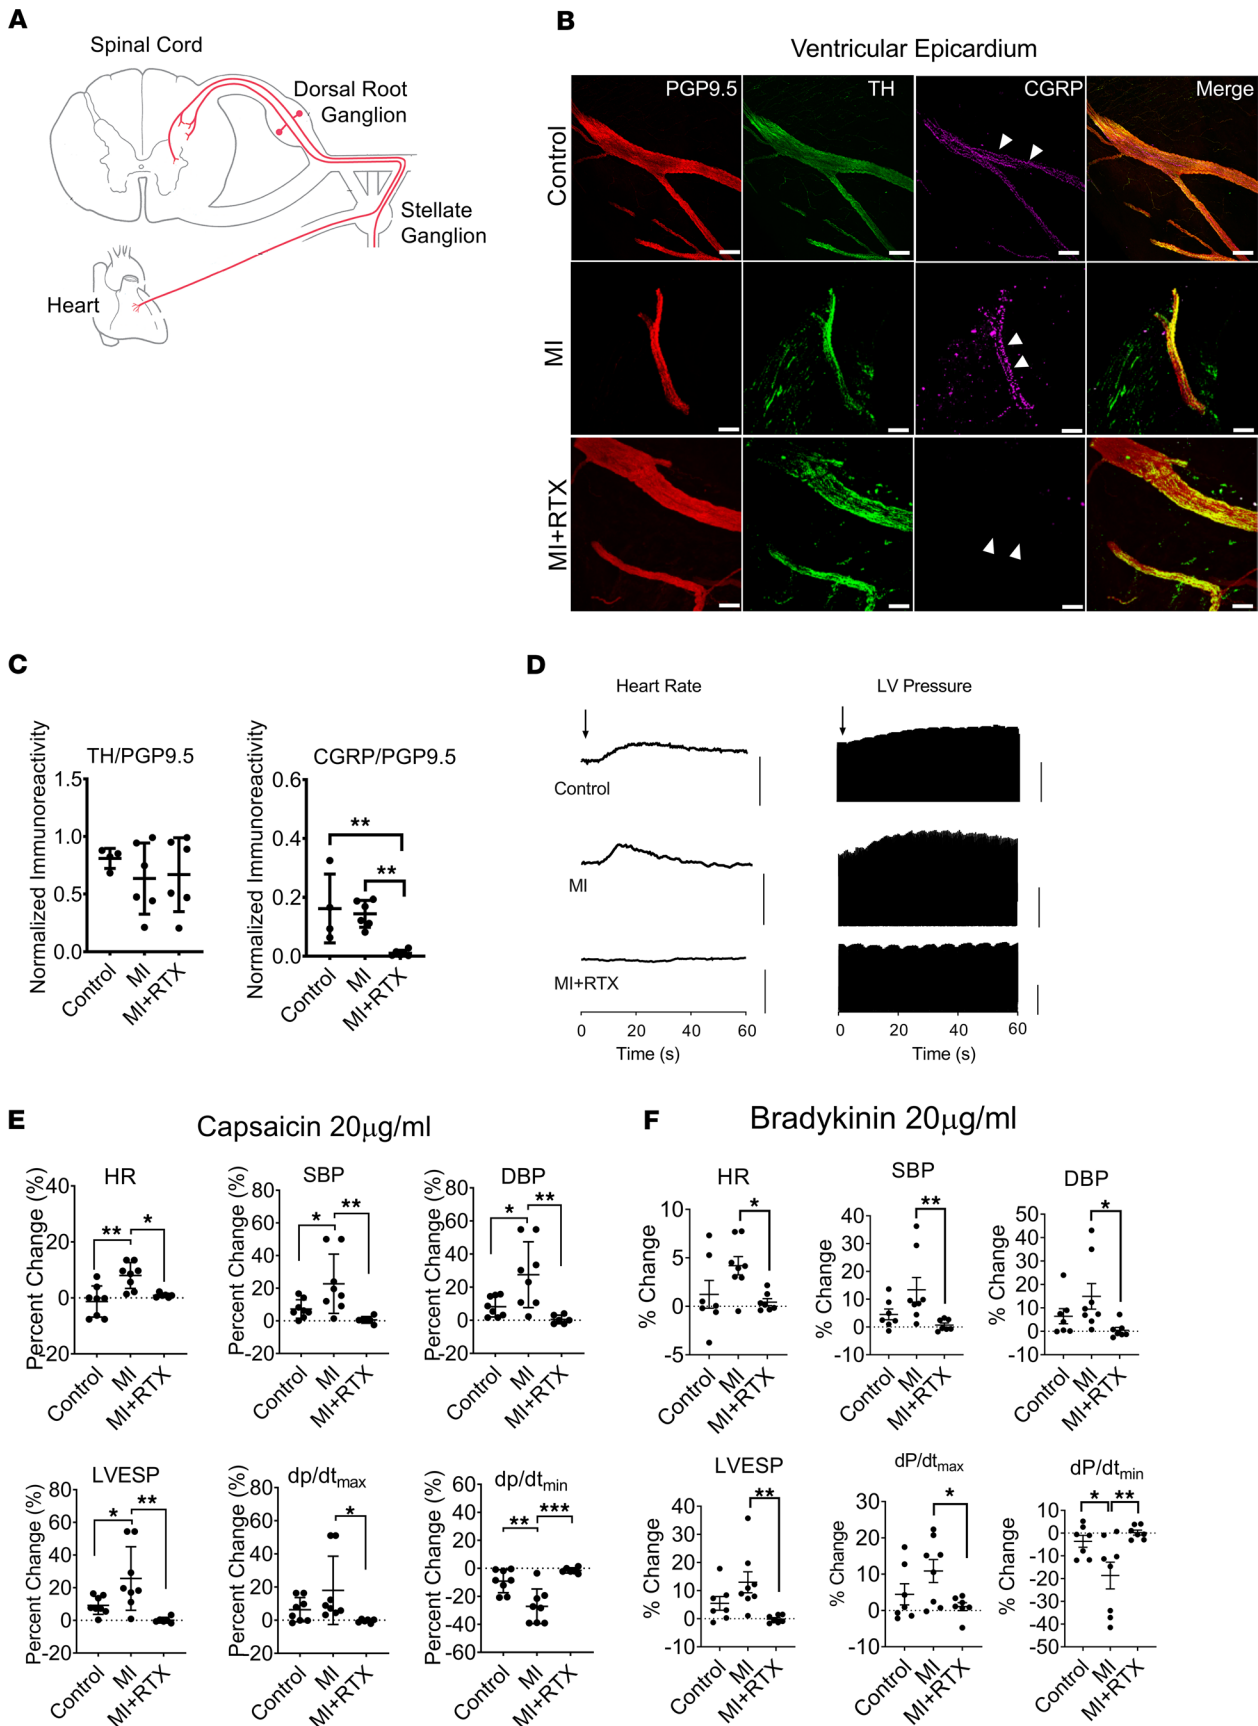 A
Spinal Cord
Dorsal Root
Ganglion
Stellate
Ganglion
Heart
B
Ventricular Epicardium
PGP9.5
TH
CGRP
Merge
Control
MI
MI+RTX
C
TH/PGP9.5
Normalized Immunoreactivity
1.5
1.0
0.5
0.0
Control
MI
MI+RTX
CGRP/PGP9.5
Normalized Immunoreactivity
0.6
0.4
0.2
0.0
**
**
Control
MI
MI+RTX
D
Heart Rate
LV Pressure
Control
MI
MI+RTX
0 20 40 60
Time (s)
0 20 40 60
Time (s)
E
Capsaicin 20µg/ml
HR
Percent Change (%)
40
20
0
-20
** *
Control
MI
MI+RTX
SBP
Percent Change (%)
80
60
40
20
0
-20
* **
Control
MI
MI+RTX
DBP
Percent Change (%)
80
60
40
20
0
-20
* **
Control
MI
MI+RTX
LVESP
Percent Change (%)
80
60
40
20
0
-20
* **
Control
MI
MI+RTX
dp/dtmax
Percent Change (%)
80
60
40
20
0
-20
*
Control
MI
MI+RTX
dp/dtmin
Percent Change (%)
60
40
20
0
-20
-40
-60
** ***
Control
MI
MI+RTX
F
Bradykinin 20µg/ml
HR
% Change
10
5
0
-5
*
Control
MI
MI+RTX
SBP
% Change
40
30
20
10
0
-10
**
Control
MI
MI+RTX
DBP
% Change
50
40
30
20
10
0
-10
*
Control
MI
MI+RTX
LVESP
% Change
40
30
20
10
0
-10
**
Control
MI
MI+RTX
dP/dtmax
% Change
30
20
10
0
-10
*
Control
MI
MI+RTX
dP/dtmin
% Change
10
0
-10
-20
-30
-40
-50
* **
Control
MI
MI+RTX